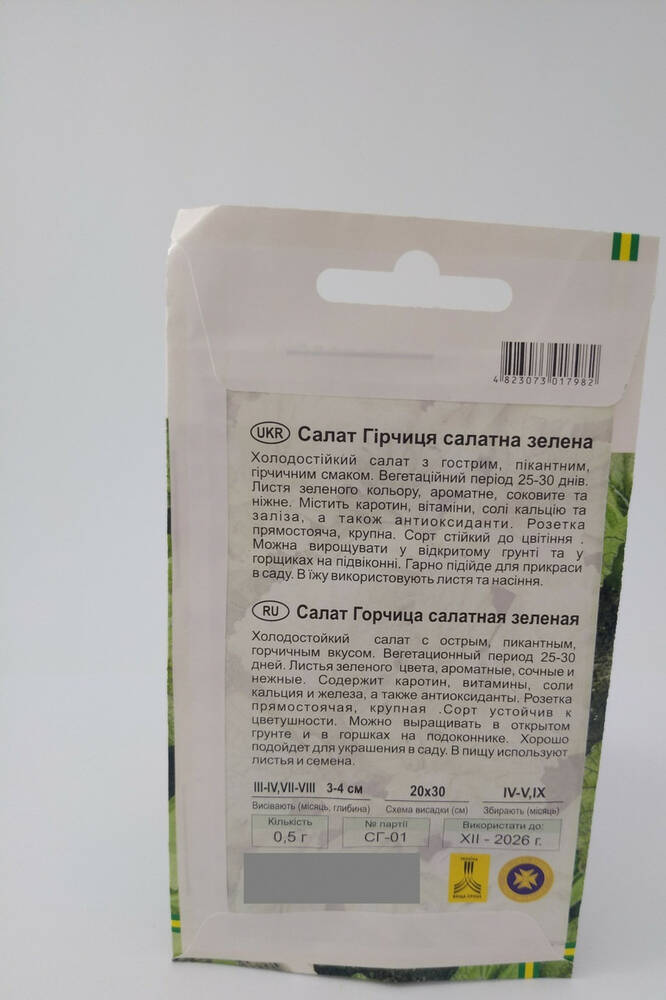 4 823073 017982
UKR Салат Гірчиця салатна зелена
Холодостійкий салат з гострим, пікантним,
гірчичним смаком. Вегетаційний період 25-30 днів.
Листя зеленого кольору, ароматне, соковите та
ніжне. Містить каротин, вітаміни, солі кальцію та
заліза, а також антиоксиданти. Розетка
прямостояча, крупна. Сорт стійкий до цвітіння .
Можна вирощувати у відкритому грунті та у
горщиках на підвіконні. Гарно підійде для прикраси
в саду. В їжу використовують листя та насіння.
RU Салат Горчица салатная зеленая
Холодостойкий салат с острым, пикантным,
горчичным вкусом. Вегетационный период 25-30
дней. Листья зеленого цвета, ароматные, сочные и
нежные. Содержит каротин, витамины, соли
кальция и железа, а также антиоксиданты. Розетка
прямостоячая, крупная .Сорт устойчив к
цветушности. Можно выращивать в открытом
грунте и в горшках на подоконнике. Хорошо
подойдет для украшения в саду. В пищу используют
листья и семена.
III-IV,VII-VIII 3-4 см 20х30 IV-V,IX
Висівають (місяць, глибина) Схема висадки (см) Збирають (місяць)
Кількість № партії Використати до:
0,5 г СГ-01 XII - 2026 г.